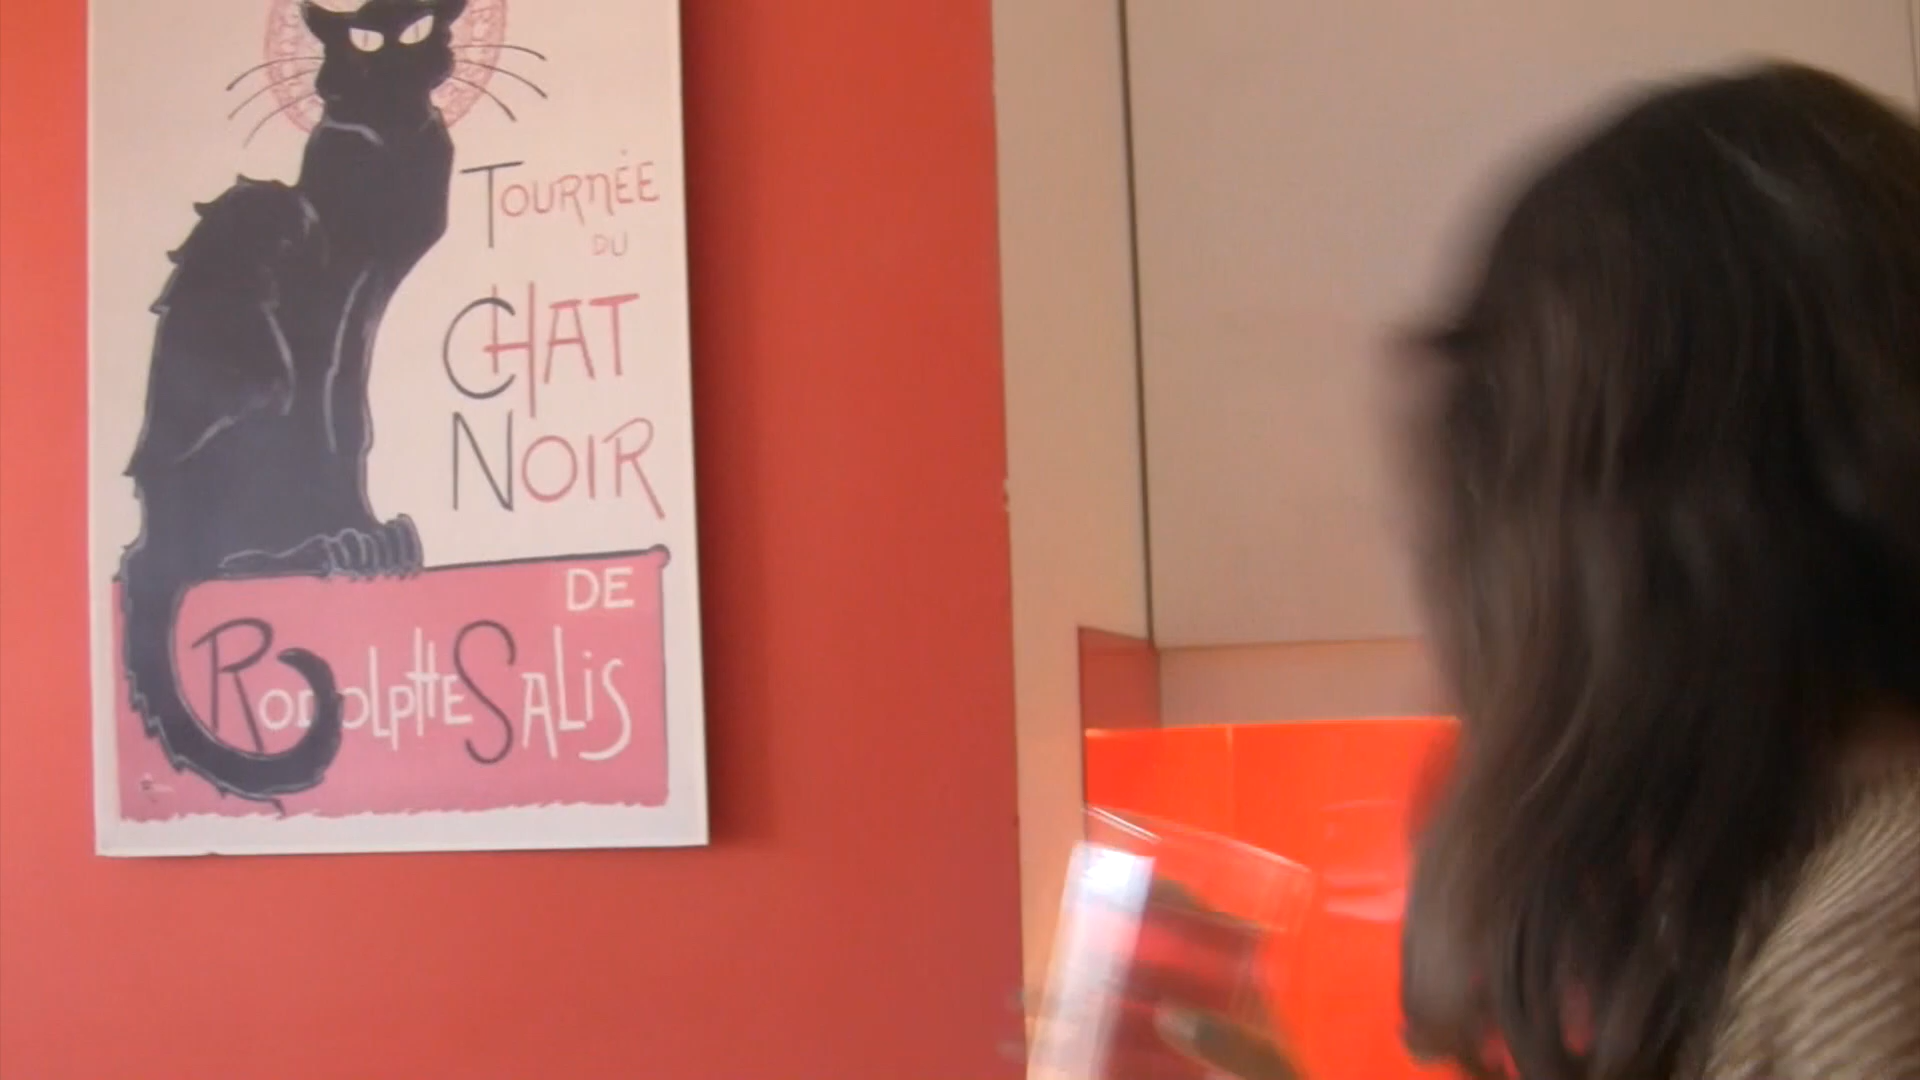 TOURNÉE
DU
CHAT
NOIR
DE
RODOLPHE SALIS